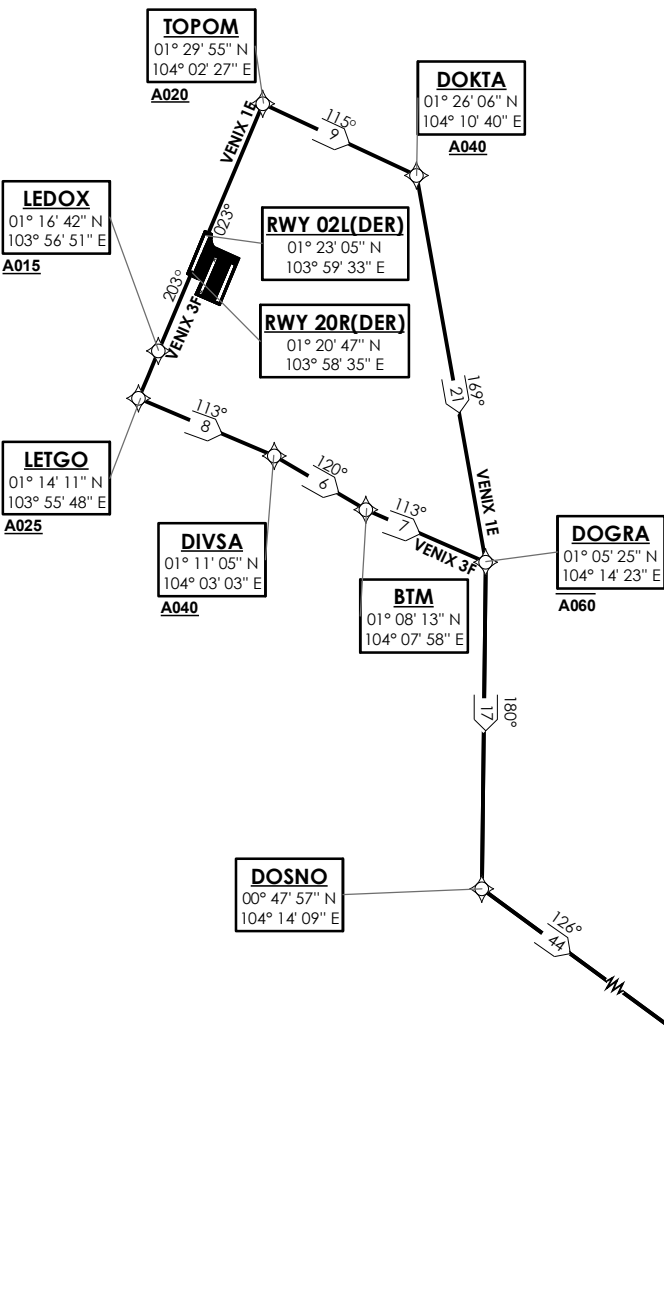 TOPOM
01° 29' 55" N
104° 02' 27" E
A020
DOKTA
01° 26' 06" N
104° 10' 40" E
A040
115°
9
VENIX 1E
LEDOX
01° 16' 42" N
103° 56' 51" E
A015
023°
RWY 02L(DER)
01° 23' 05" N
103° 59' 33" E
203°
VENIX 3F
RWY 20R(DER)
01° 20' 47" N
103° 58' 35" E
169°
21
VENIX 1E
LETGO
01° 14' 11" N
103° 55' 48" E
A025
113°
8
120°
6
113°
7
VENIX 3F
DIVSA
01° 11' 05" N
104° 03' 03" E
A040
BTM
01° 08' 13" N
104° 07' 58" E
DOGRA
01° 05' 25" N
104° 14' 23" E
A060
180°
17
DOSNO
00° 47' 57" N
104° 14' 09" E
126°
44